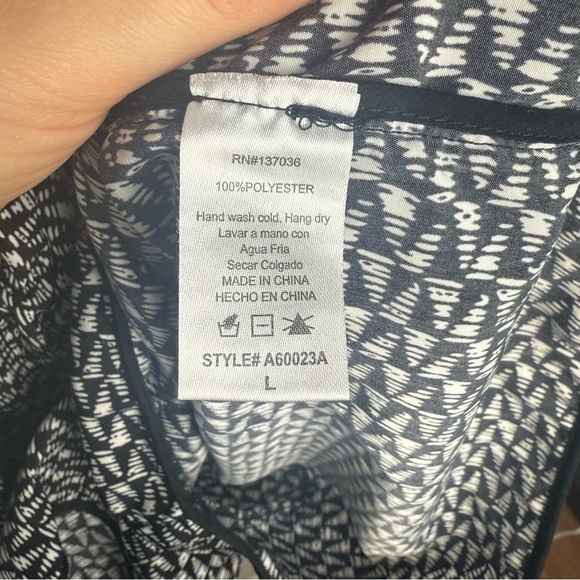 RN#137036
100%POLYESTER
Hand wash cold, Hang dry
Lavar a mano con
Agua Fria
Secar Colgado
MADE IN CHINA
HECHO EN CHINA
STYLE# A60023A
L